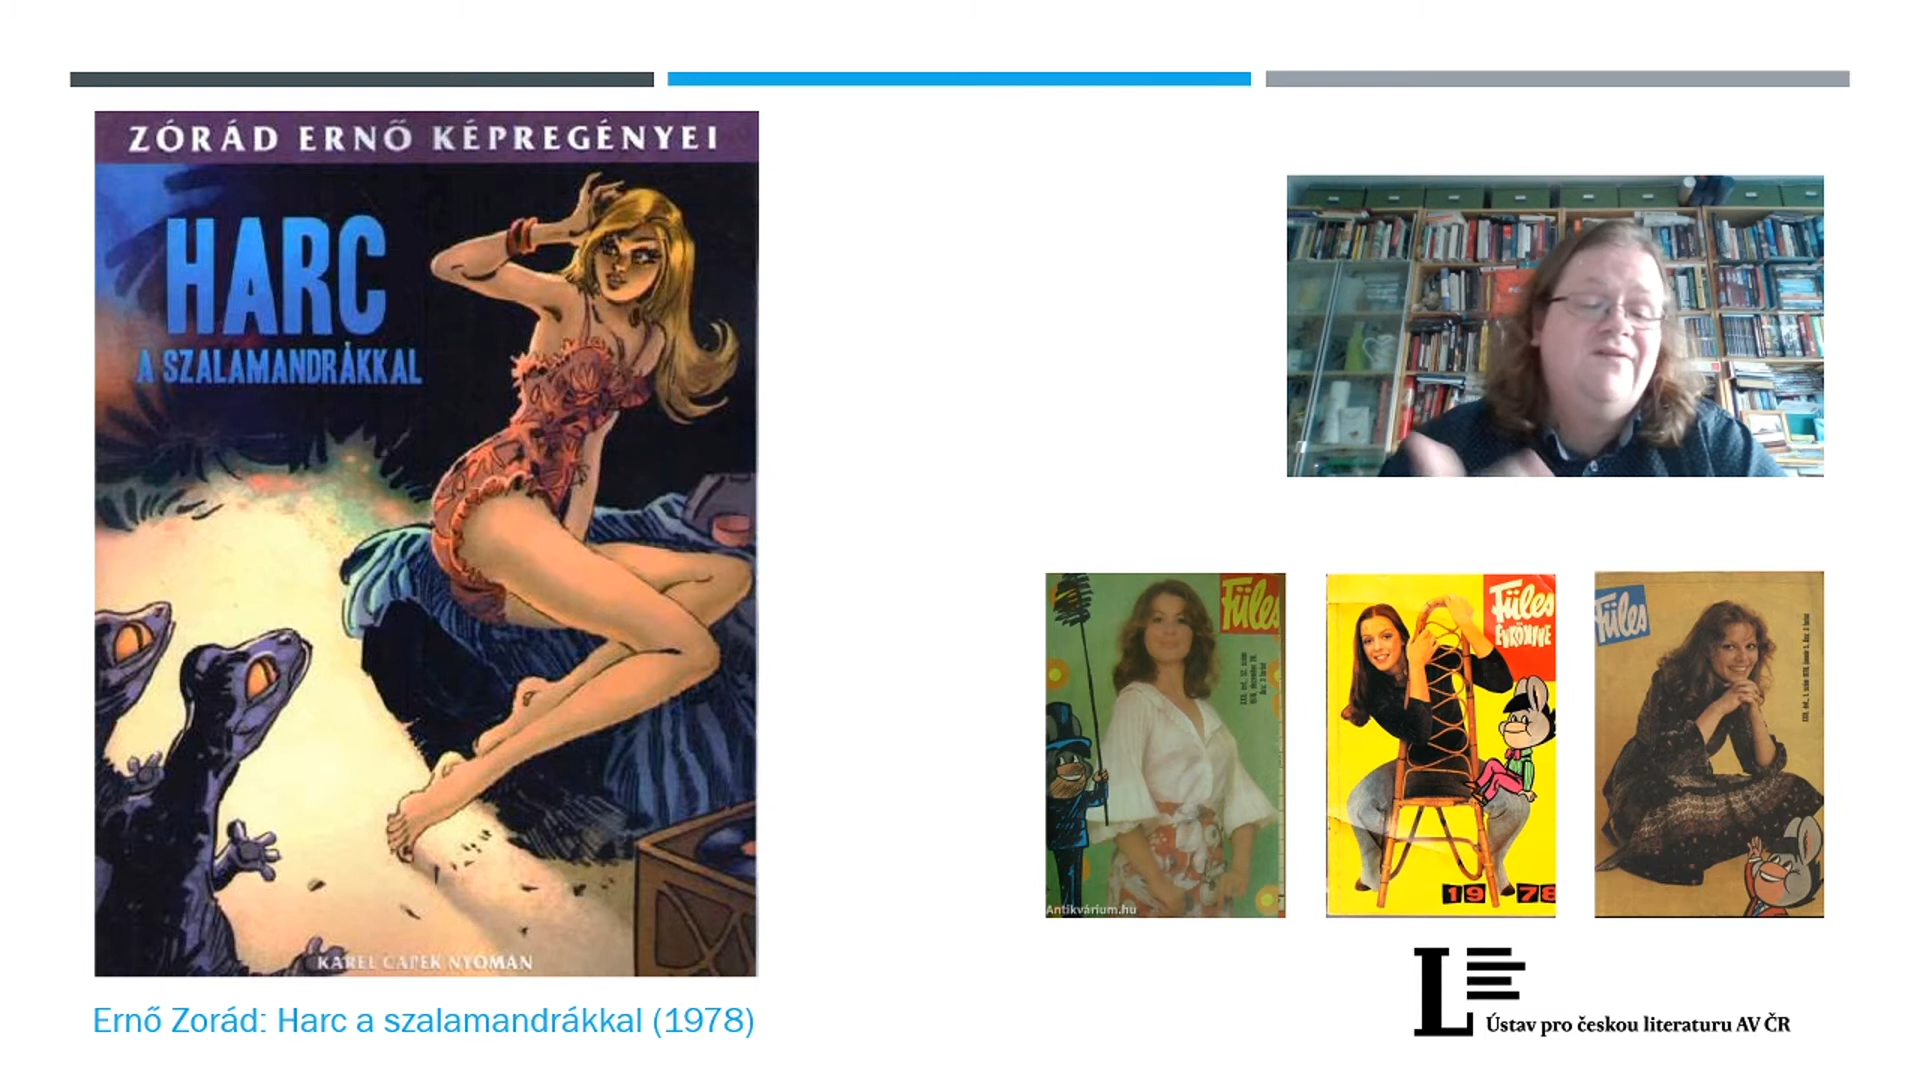 ZÓRÁD ERNŐ KÉPREGÉNYEI
HARC
A SZALAMANDRÁKKAL
KAREL CAPEK NYOMÁN
Ernő Zorád: Harc a szalamandrákkal (1978)
Füles
Antikvárium.hu
Füles
ÉVKÖNYVE
1978
Füles
Ústav pro českou literaturu AV ČR